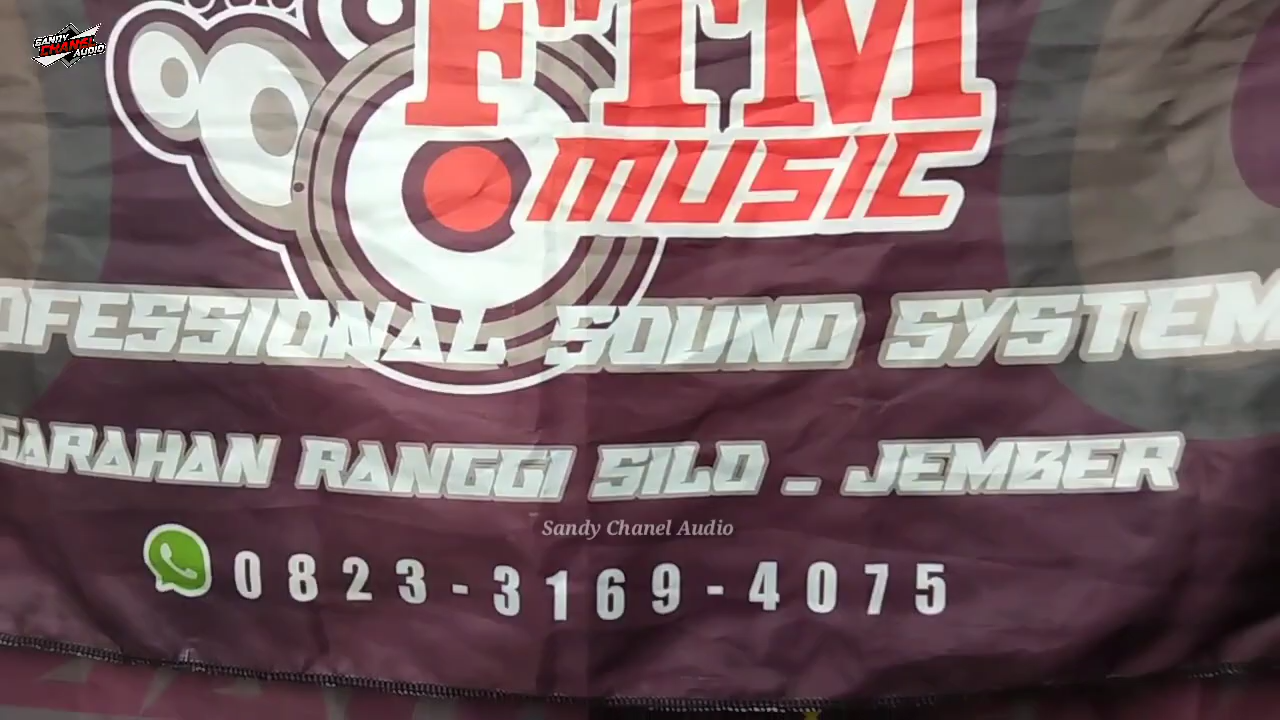 SANDY
CHANEL
AUDIO
FTM
MUSIC
OFESSIONAL SOUND SYSTEM
GARAHAN RANGGI SILO - JEMBER
Sandy Chanel Audio
0823-3169-4075